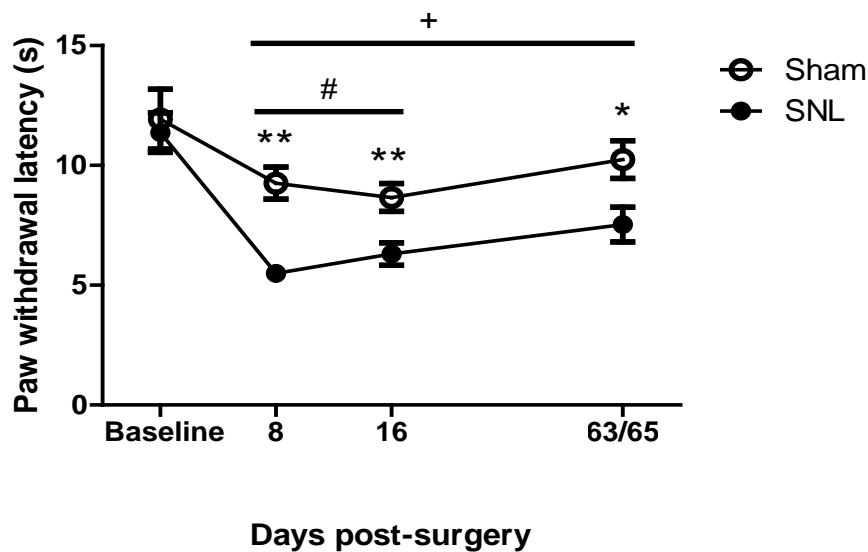 +
15
Sham
#
SNL
*
**
**
10
Paw withdrawal latency (s)
5
0
Baseline 8 16 63/65
Days post-surgery